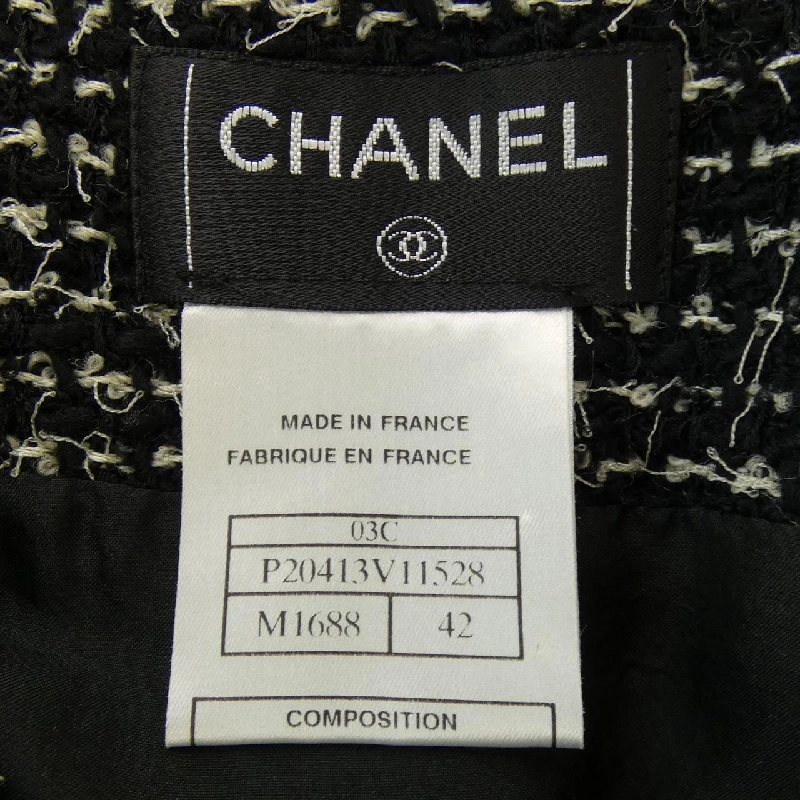 CHANEL
MADE IN FRANCE
FABRIQUE EN FRANCE
03C
P20413V11528
M1688 42
COMPOSITION